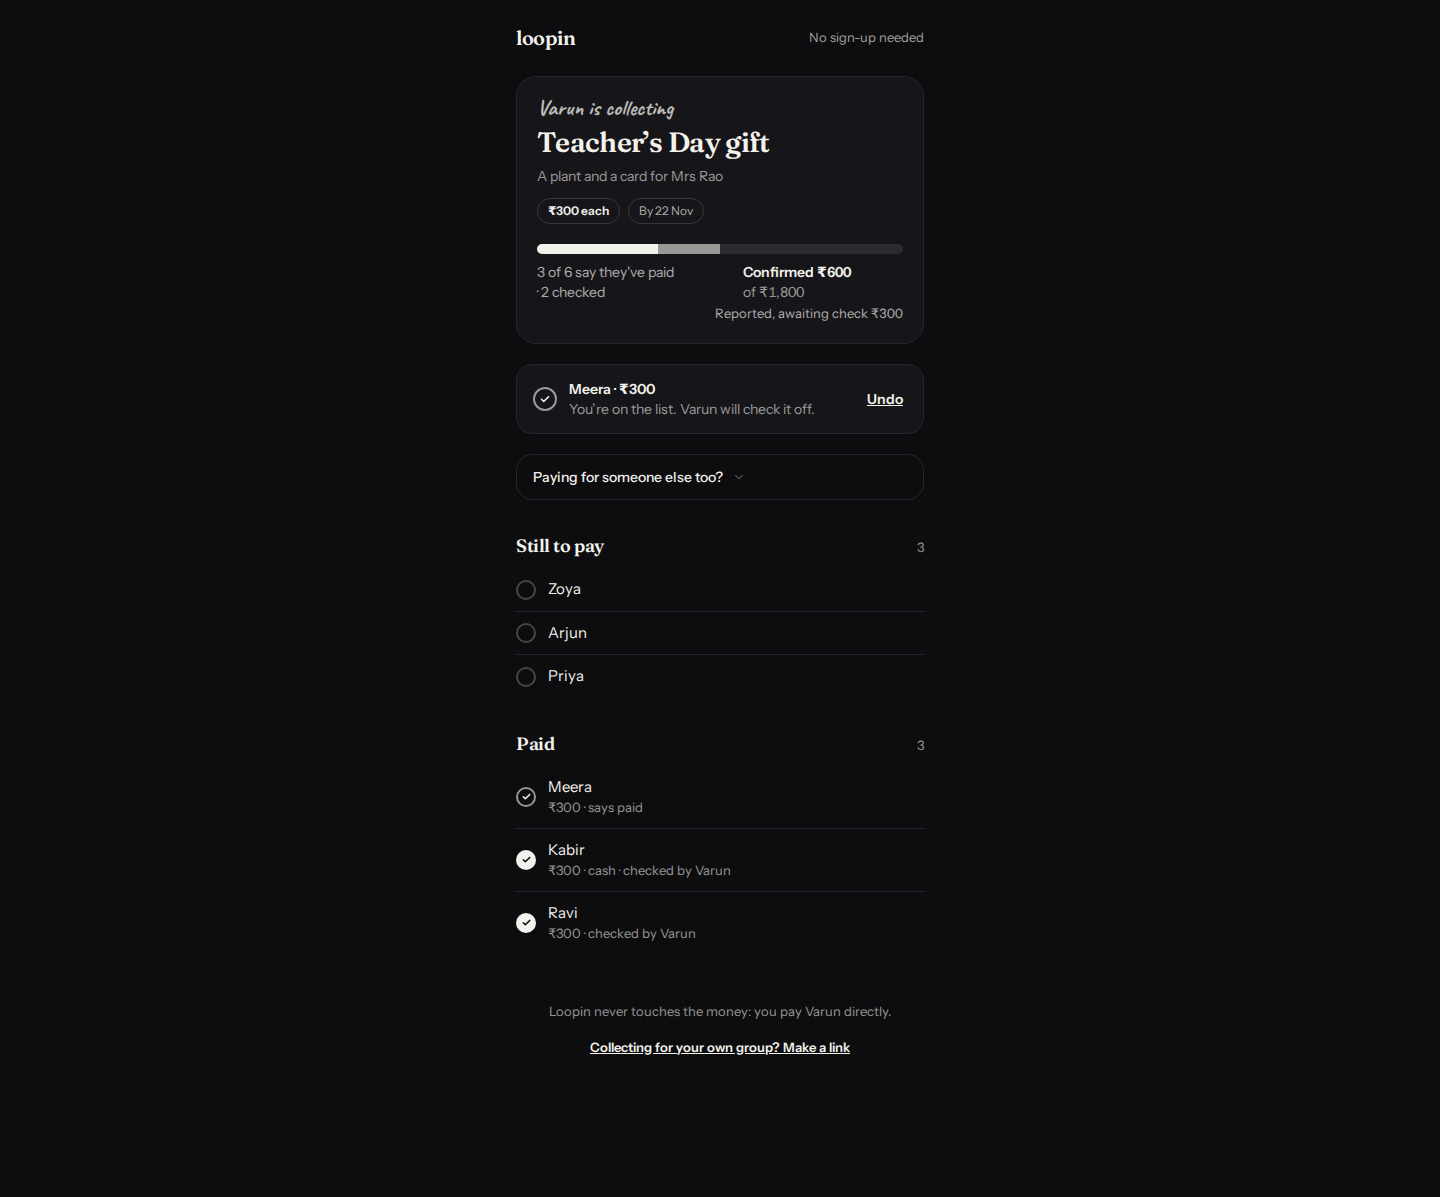 loopin
No sign-up needed
Varun is collecting
Teacher’s Day gift
A plant and a card for Mrs Rao
₹300 each
By 22 Nov
3 of 6 say they've paid
· 2 checked
Confirmed ₹600
of ₹1,800
Reported, awaiting check ₹300
Meera · ₹300
You're on the list. Varun will check it off.
Undo
Paying for someone else too?
Still to pay
3
Zoya
Arjun
Priya
Paid
3
Meera
₹300 · says paid
Kabir
₹300 · cash · checked by Varun
Ravi
₹300 · checked by Varun
Loopin never touches the money: you pay Varun directly.
Collecting for your own group? Make a link